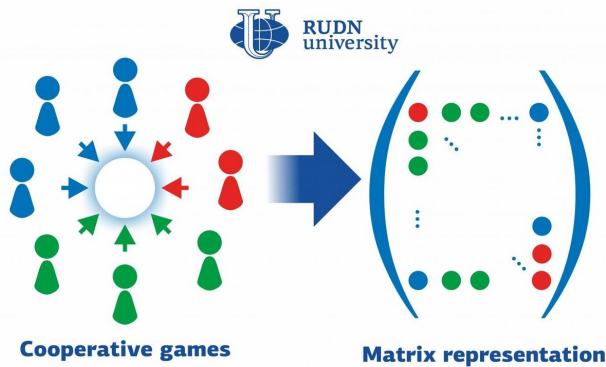 RUDN
university
Cooperative games
Matrix representation